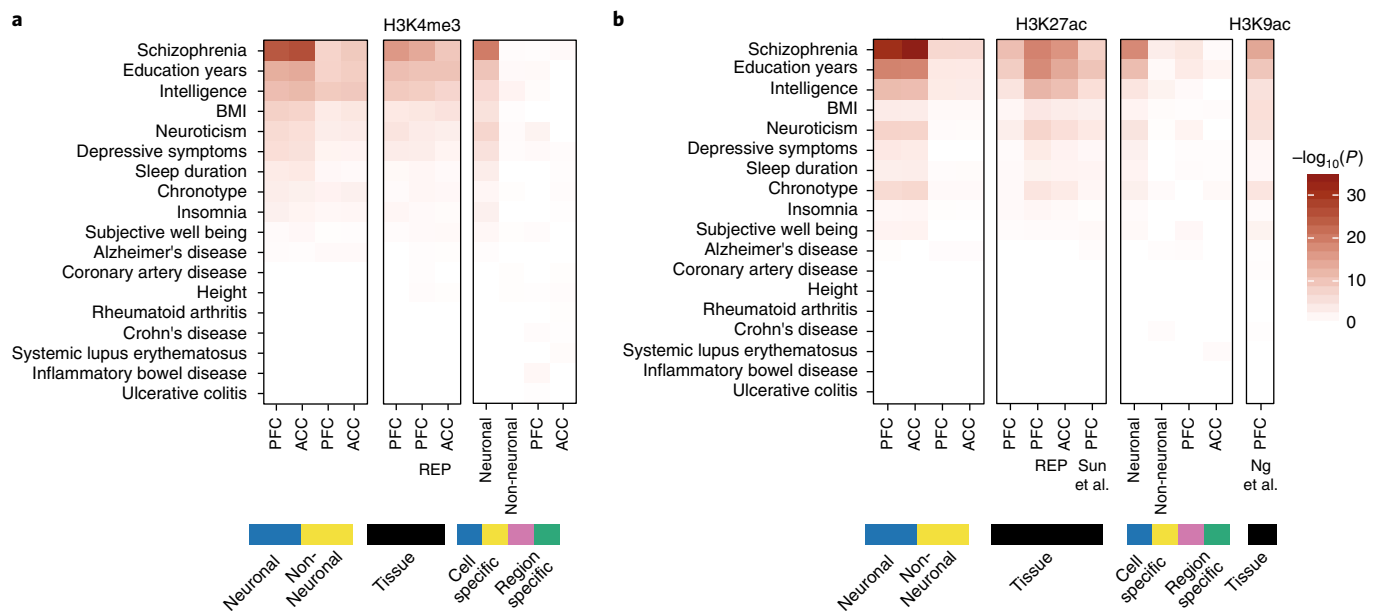 a
H3K4me3
Schizophrenia
Education years
Intelligence
BMI
Neuroticism
Depressive symptoms
Sleep duration
Chronotype
Insomnia
Subjective well being
Alzheimer's disease
Coronary artery disease
Height
Rheumatoid arthritis
Crohn's disease
Systemic lupus erythematosus
Inflammatory bowel disease
Ulcerative colitis
PFC
ACC
PFC
ACC
PFC
PFC
ACC
REP
Neuronal
Non-neuronal
PFC
ACC
Neuronal
Non-
Neuronal
Tissue
Cell
specific
Region
specific
b
H3K27ac
H3K9ac
Schizophrenia
Education years
Intelligence
BMI
Neuroticism
Depressive symptoms
Sleep duration
Chronotype
Insomnia
Subjective well being
Alzheimer's disease
Coronary artery disease
Height
Rheumatoid arthritis
Crohn's disease
Systemic lupus erythematosus
Inflammatory bowel disease
Ulcerative colitis
PFC
ACC
PFC
ACC
PFC
PFC
ACC
PFC
REP
Sun
et al.
Neuronal
Non-neuronal
PFC
ACC
PFC
Ng
et al.
Neuronal
Non-
Neuronal
Tissue
Cell
specific
Region
specific
Tissue
–log10(P)
30
20
10
0